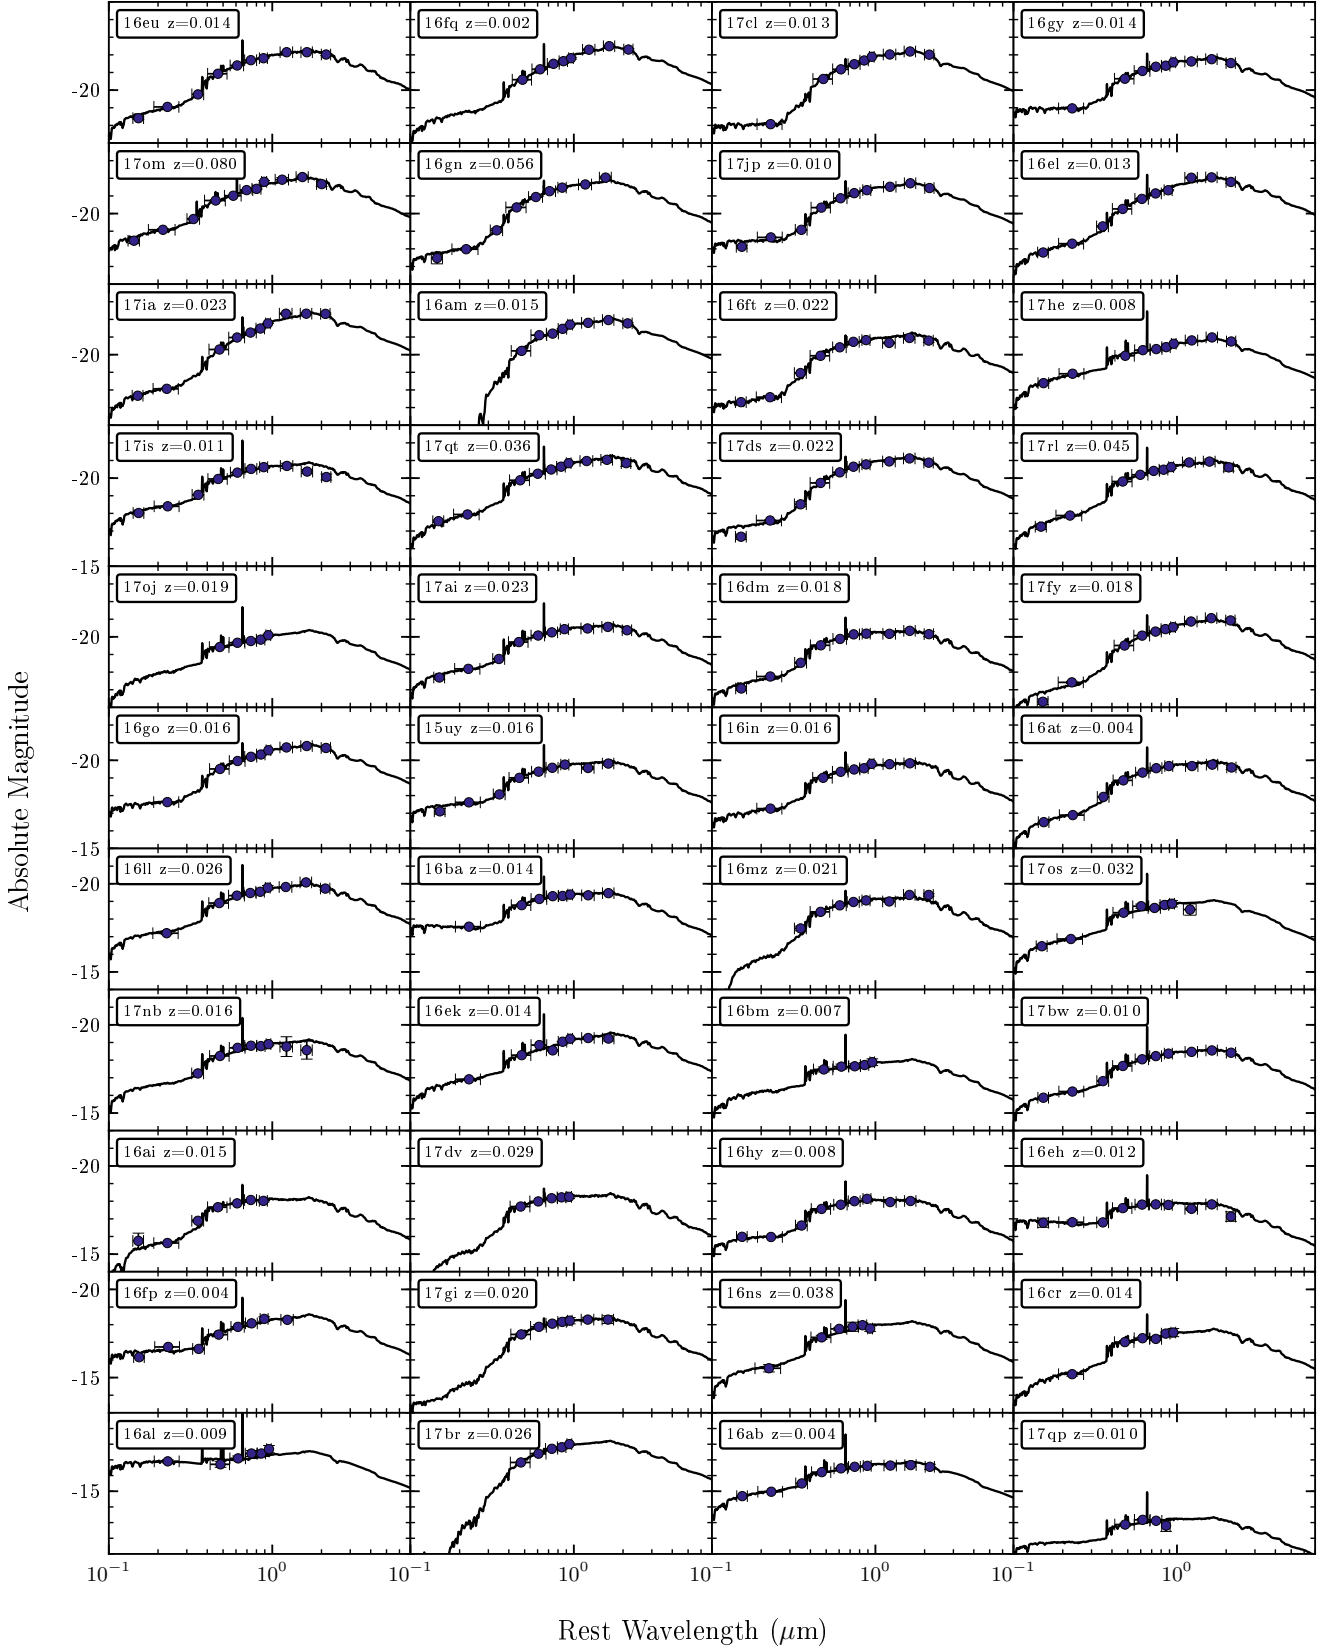 16eu z=0.014
16fq z=0.002
17cl z=0.013
16gy z=0.014
-20
17om z=0.080
16gn z=0.056
17jp z=0.010
16el z=0.013
-20
17ia z=0.023
16am z=0.015
16ft z=0.022
17he z=0.008
-20
17is z=0.011
17qt z=0.036
17ds z=0.022
17rl z=0.045
-20
-15
17oj z=0.019
17ai z=0.023
16dm z=0.018
17fy z=0.018
-20
16go z=0.016
15uy z=0.016
16in z=0.016
16at z=0.004
-20
-15
16ll z=0.026
16ba z=0.014
16mz z=0.021
17os z=0.032
-20
-15
17nb z=0.016
16ek z=0.014
16bm z=0.007
17bw z=0.010
-20
-15
16ai z=0.015
17dv z=0.029
16hy z=0.008
16eh z=0.012
-20
-15
16fp z=0.004
17gi z=0.020
16ns z=0.038
16cr z=0.014
-20
-15
16al z=0.009
17br z=0.026
16ab z=0.004
17qp z=0.010
-15
10⁻¹ 10⁰ 10⁻¹ 10⁰ 10⁻¹ 10⁰ 10⁻¹ 10⁰
Rest Wavelength (μm)
Absolute Magnitude